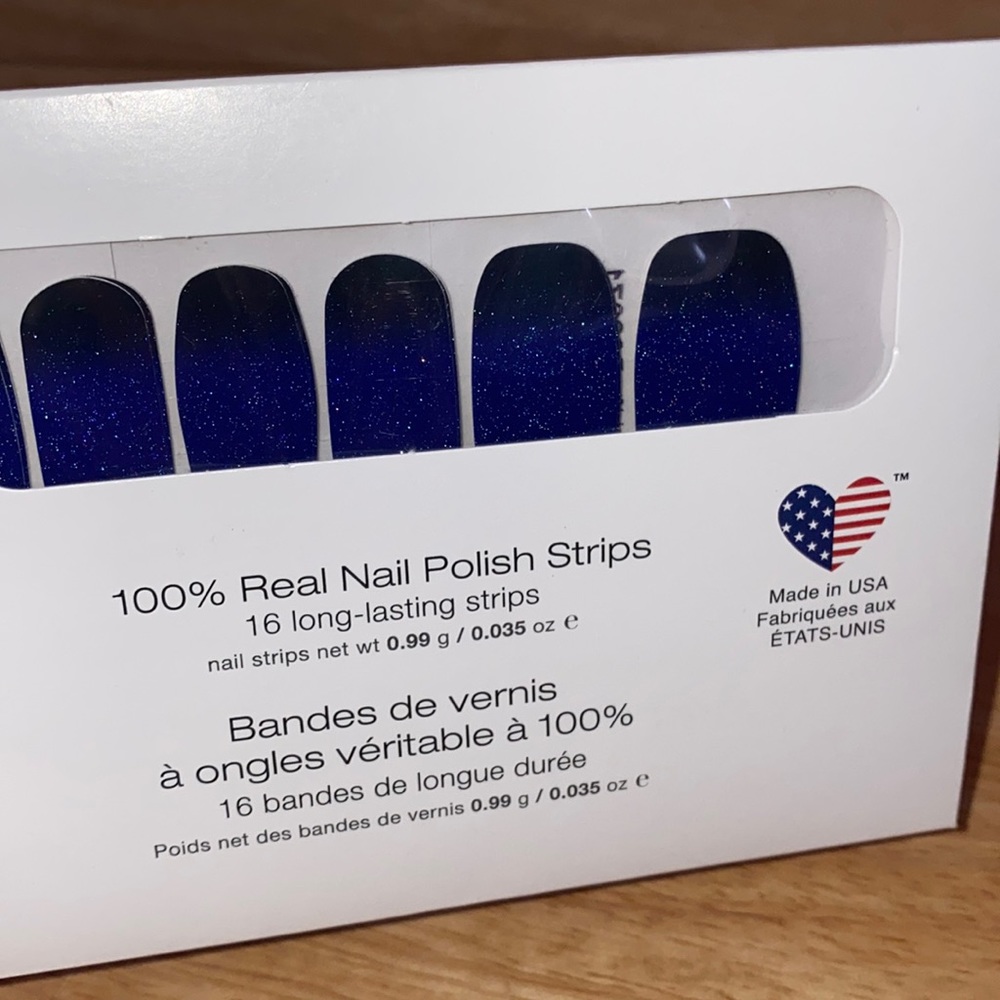 100% Real Nail Polish Strips
16 long-lasting strips
nail strips net wt 0.99 g / 0.035 oz e
Bandes de vernis
à ongles véritable à 100%
16 bandes de longue durée
Poids net des bandes de vernis 0.99 g / 0.035 oz e
TM
Made in USA
Fabriquées aux
ÉTATS-UNIS